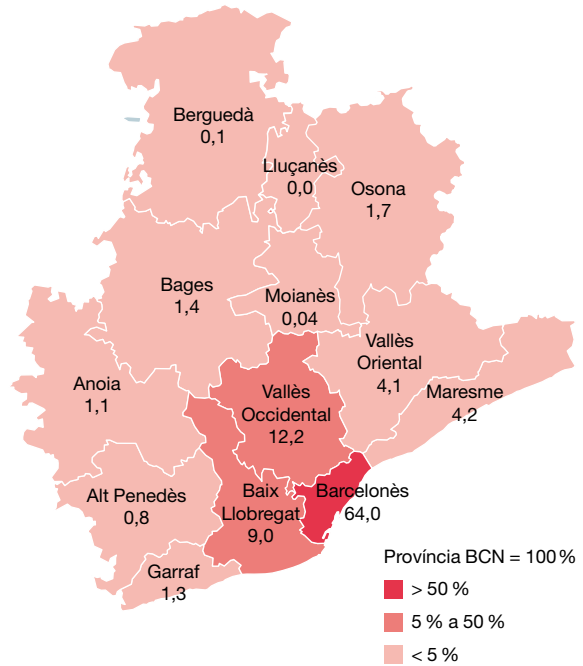 Berguedà
0,1
Lluçanès
0,0
Osona
1,7
Bages
1,4
Moianès
0,04
Vallès
Oriental
4,1
Maresme
4,2
Anoia
1,1
Vallès
Occidental
12,2
Alt Penedès
0,8
Baix
Llobregat
9,0
Barcelonès
64,0
Garraf
1,3
Província BCN = 100 %
> 50 %
5 % a 50 %
< 5 %